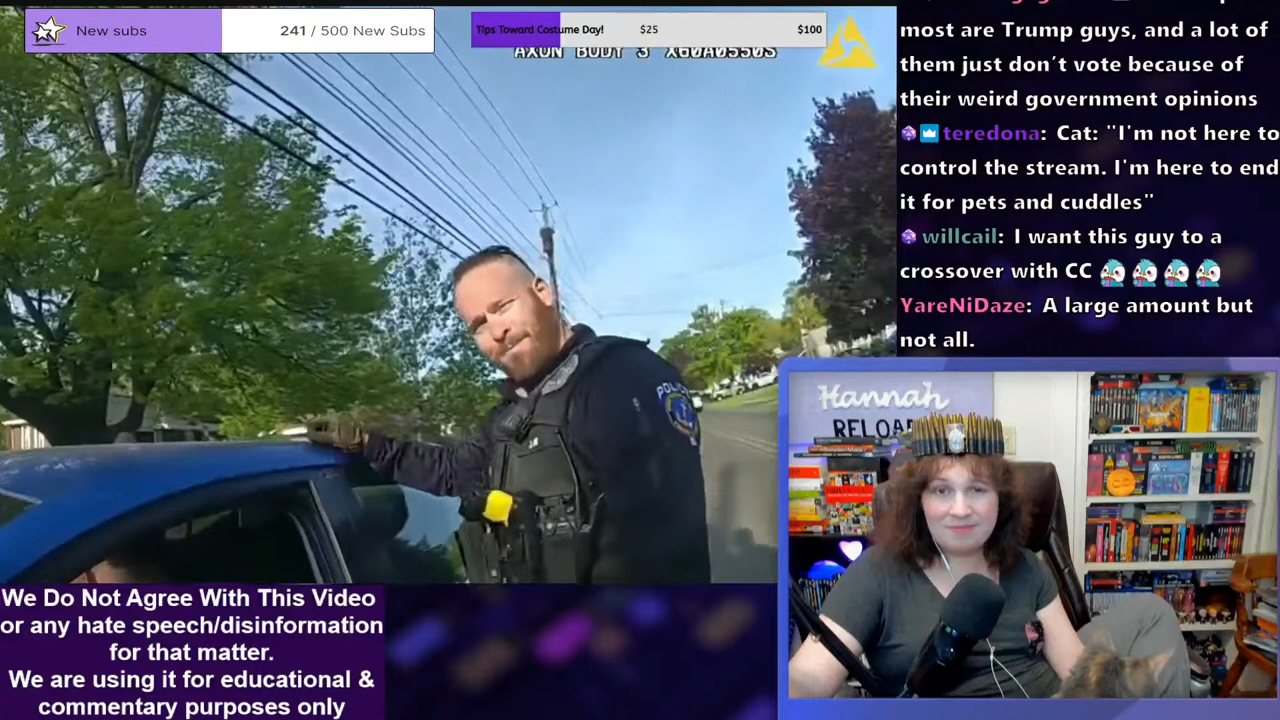 New subs
241 / 500 New Subs
Tips Toward Costume Day!
$25
$100
AXON BODY 3 X60A0550S
POLICE
most are Trump guys, and a lot of
them just don't vote because of
their weird government opinions
teredona: Cat: "I'm not here to
control the stream. I'm here to end
it for pets and cuddles"
willcail: I want this guy to a
crossover with CC
YareNiDaze: A large amount but
not all.
Hannah
RELOA
We Do Not Agree With This Video
or any hate speech/disinformation
for that matter.
We are using it for educational &
commentary purposes only